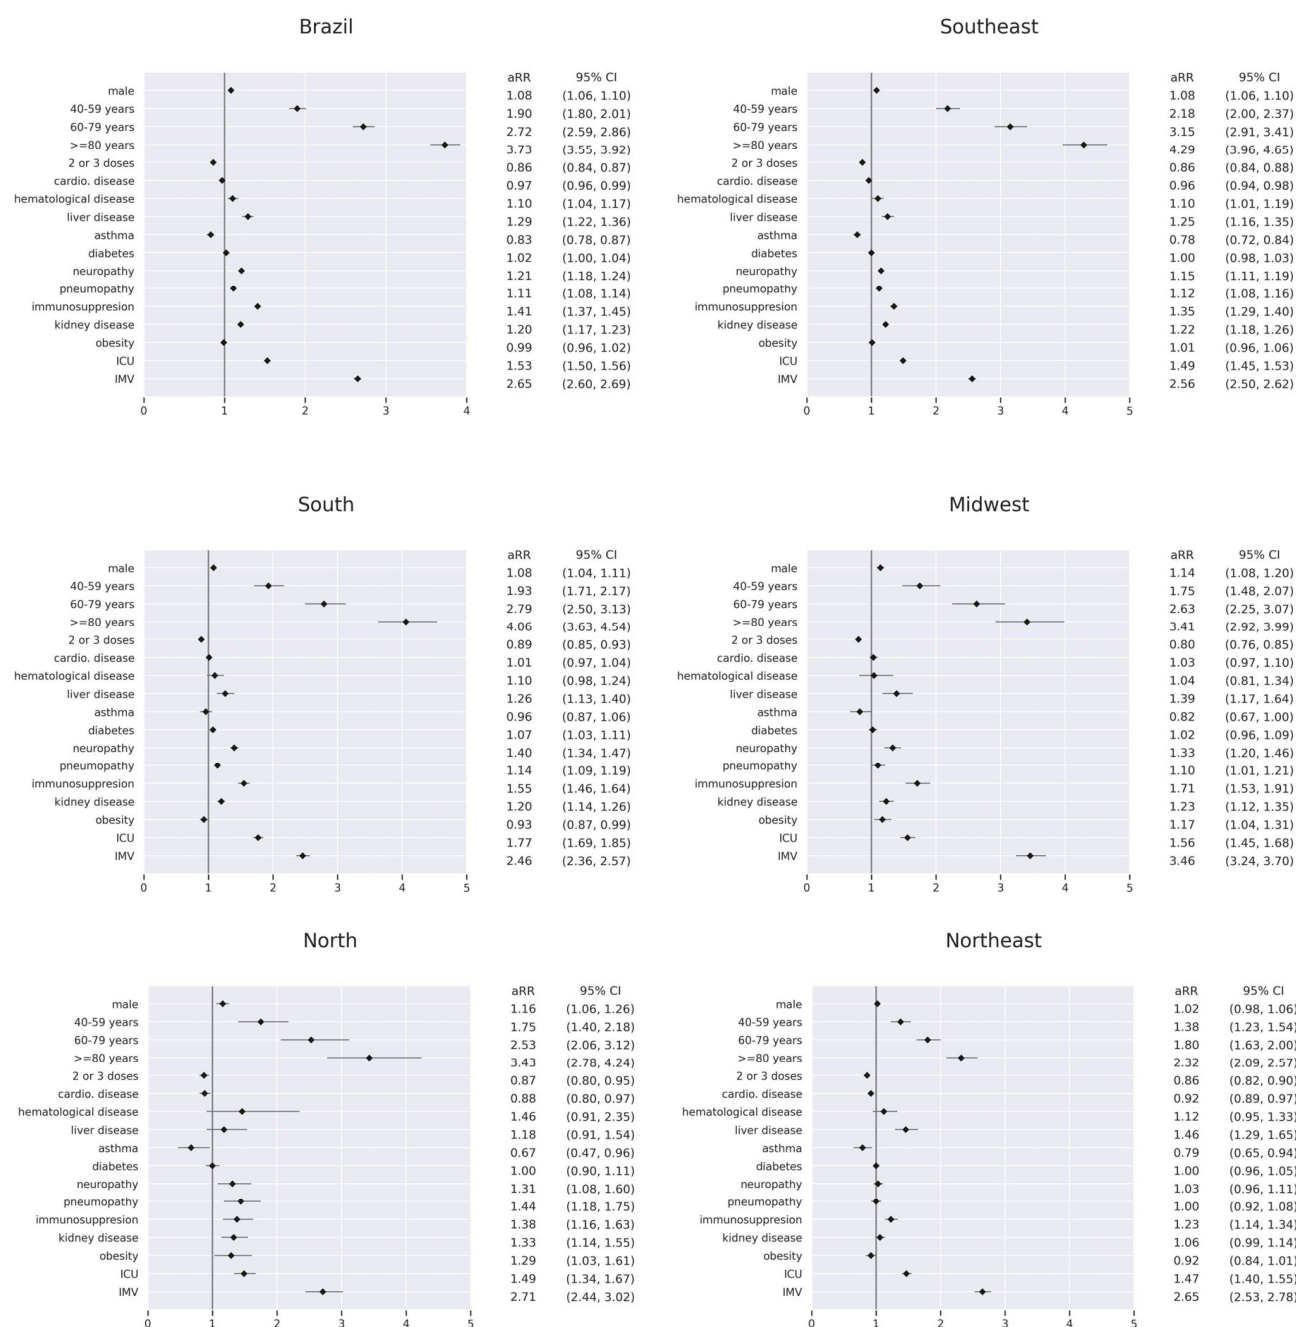 Brazil
aRR 95% CI
male 1.08 (1.06, 1.10)
40-59 years 1.90 (1.80, 2.01)
60-79 years 2.72 (2.59, 2.86)
>=80 years 3.73 (3.55, 3.92)
2 or 3 doses 0.86 (0.84, 0.87)
cardio. disease 0.97 (0.96, 0.99)
hematological disease 1.10 (1.04, 1.17)
liver disease 1.29 (1.22, 1.36)
asthma 0.83 (0.78, 0.87)
diabetes 1.02 (1.00, 1.04)
neuropathy 1.21 (1.18, 1.24)
pneumopathy 1.11 (1.08, 1.14)
immunosuppresion 1.41 (1.37, 1.45)
kidney disease 1.20 (1.17, 1.23)
obesity 0.99 (0.96, 1.02)
ICU 1.53 (1.50, 1.56)
IMV 2.65 (2.60, 2.69)
0 1 2 3 4
Southeast
aRR 95% CI
male 1.08 (1.06, 1.10)
40-59 years 2.18 (2.00, 2.37)
60-79 years 3.15 (2.91, 3.41)
>=80 years 4.29 (3.96, 4.65)
2 or 3 doses 0.86 (0.84, 0.88)
cardio. disease 0.96 (0.94, 0.98)
hematological disease 1.10 (1.01, 1.19)
liver disease 1.25 (1.16, 1.35)
asthma 0.78 (0.72, 0.84)
diabetes 1.00 (0.98, 1.03)
neuropathy 1.15 (1.11, 1.19)
pneumopathy 1.12 (1.08, 1.16)
immunosuppresion 1.35 (1.29, 1.40)
kidney disease 1.22 (1.18, 1.26)
obesity 1.01 (0.96, 1.06)
ICU 1.49 (1.45, 1.53)
IMV 2.56 (2.50, 2.62)
0 1 2 3 4 5
South
aRR 95% CI
male 1.08 (1.04, 1.11)
40-59 years 1.93 (1.71, 2.17)
60-79 years 2.79 (2.50, 3.13)
>=80 years 4.06 (3.63, 4.54)
2 or 3 doses 0.89 (0.85, 0.93)
cardio. disease 1.01 (0.97, 1.04)
hematological disease 1.10 (0.98, 1.24)
liver disease 1.26 (1.13, 1.40)
asthma 0.96 (0.87, 1.06)
diabetes 1.07 (1.03, 1.11)
neuropathy 1.40 (1.34, 1.47)
pneumopathy 1.14 (1.09, 1.19)
immunosuppresion 1.55 (1.46, 1.64)
kidney disease 1.20 (1.14, 1.26)
obesity 0.93 (0.87, 0.99)
ICU 1.77 (1.69, 1.85)
IMV 2.46 (2.36, 2.57)
0 1 2 3 4 5
Midwest
aRR 95% CI
male 1.14 (1.08, 1.20)
40-59 years 1.75 (1.48, 2.07)
60-79 years 2.63 (2.25, 3.07)
>=80 years 3.41 (2.92, 3.99)
2 or 3 doses 0.80 (0.76, 0.85)
cardio. disease 1.03 (0.97, 1.10)
hematological disease 1.04 (0.81, 1.34)
liver disease 1.39 (1.17, 1.64)
asthma 0.82 (0.67, 1.00)
diabetes 1.02 (0.96, 1.09)
neuropathy 1.33 (1.20, 1.46)
pneumopathy 1.10 (1.01, 1.21)
immunosuppresion 1.71 (1.53, 1.91)
kidney disease 1.23 (1.12, 1.35)
obesity 1.17 (1.04, 1.31)
ICU 1.56 (1.45, 1.68)
IMV 3.46 (3.24, 3.70)
0 1 2 3 4 5
North
aRR 95% CI
male 1.16 (1.06, 1.26)
40-59 years 1.75 (1.40, 2.18)
60-79 years 2.53 (2.06, 3.12)
>=80 years 3.43 (2.78, 4.24)
2 or 3 doses 0.87 (0.80, 0.95)
cardio. disease 0.88 (0.80, 0.97)
hematological disease 1.46 (0.91, 2.35)
liver disease 1.18 (0.91, 1.54)
asthma 0.67 (0.47, 0.96)
diabetes 1.00 (0.90, 1.11)
neuropathy 1.31 (1.08, 1.60)
pneumopathy 1.44 (1.18, 1.75)
immunosuppresion 1.38 (1.16, 1.63)
kidney disease 1.33 (1.14, 1.55)
obesity 1.29 (1.03, 1.61)
ICU 1.49 (1.34, 1.67)
IMV 2.71 (2.44, 3.02)
0 1 2 3 4 5
Northeast
aRR 95% CI
male 1.02 (0.98, 1.06)
40-59 years 1.38 (1.23, 1.54)
60-79 years 1.80 (1.63, 2.00)
>=80 years 2.32 (2.09, 2.57)
2 or 3 doses 0.86 (0.82, 0.90)
cardio. disease 0.92 (0.89, 0.97)
hematological disease 1.12 (0.95, 1.33)
liver disease 1.46 (1.29, 1.65)
asthma 0.79 (0.65, 0.94)
diabetes 1.00 (0.96, 1.05)
neuropathy 1.03 (0.96, 1.11)
pneumopathy 1.00 (0.92, 1.08)
immunosuppresion 1.23 (1.14, 1.34)
kidney disease 1.06 (0.99, 1.14)
obesity 0.92 (0.84, 1.01)
ICU 1.47 (1.40, 1.55)
IMV 2.65 (2.53, 2.78)
0 1 2 3 4 5